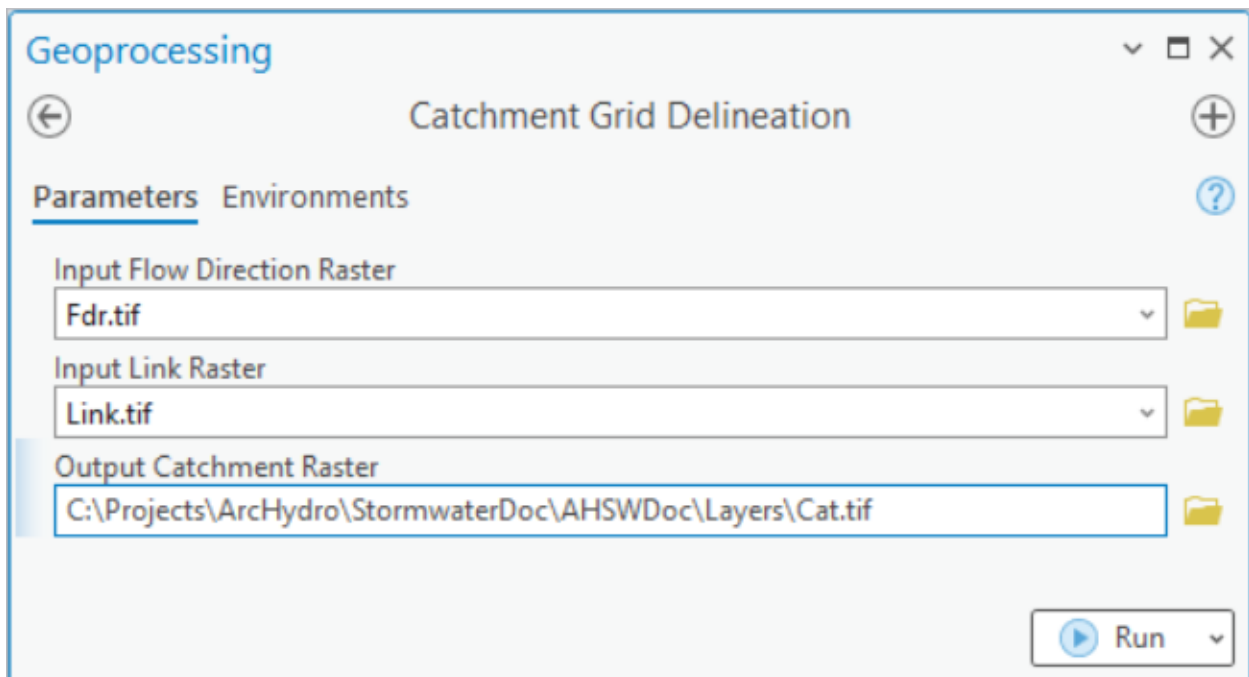 Geoprocessing
Catchment Grid Delineation
Parameters Environments
Input Flow Direction Raster
Fdr.tif
Input Link Raster
Link.tif
Output Catchment Raster
C:\Projects\ArcHydro\StormwaterDoc\AHSWDoc\Layers\Cat.tif
Run